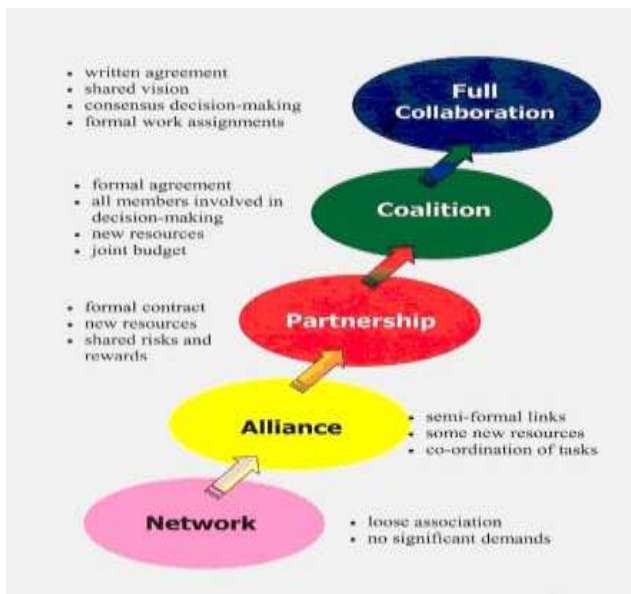 • written agreement
• shared vision
• consensus decision-making
• formal work assignments
Full
Collaboration
• formal agreement
• all members involved in
decision-making
• new resources
• joint budget
Coalition
• formal contract
• new resources
• shared risks and
rewards
Partnership
Alliance
• semi-formal links
• some new resources
• co-ordination of tasks
Network
• loose association
• no significant demands